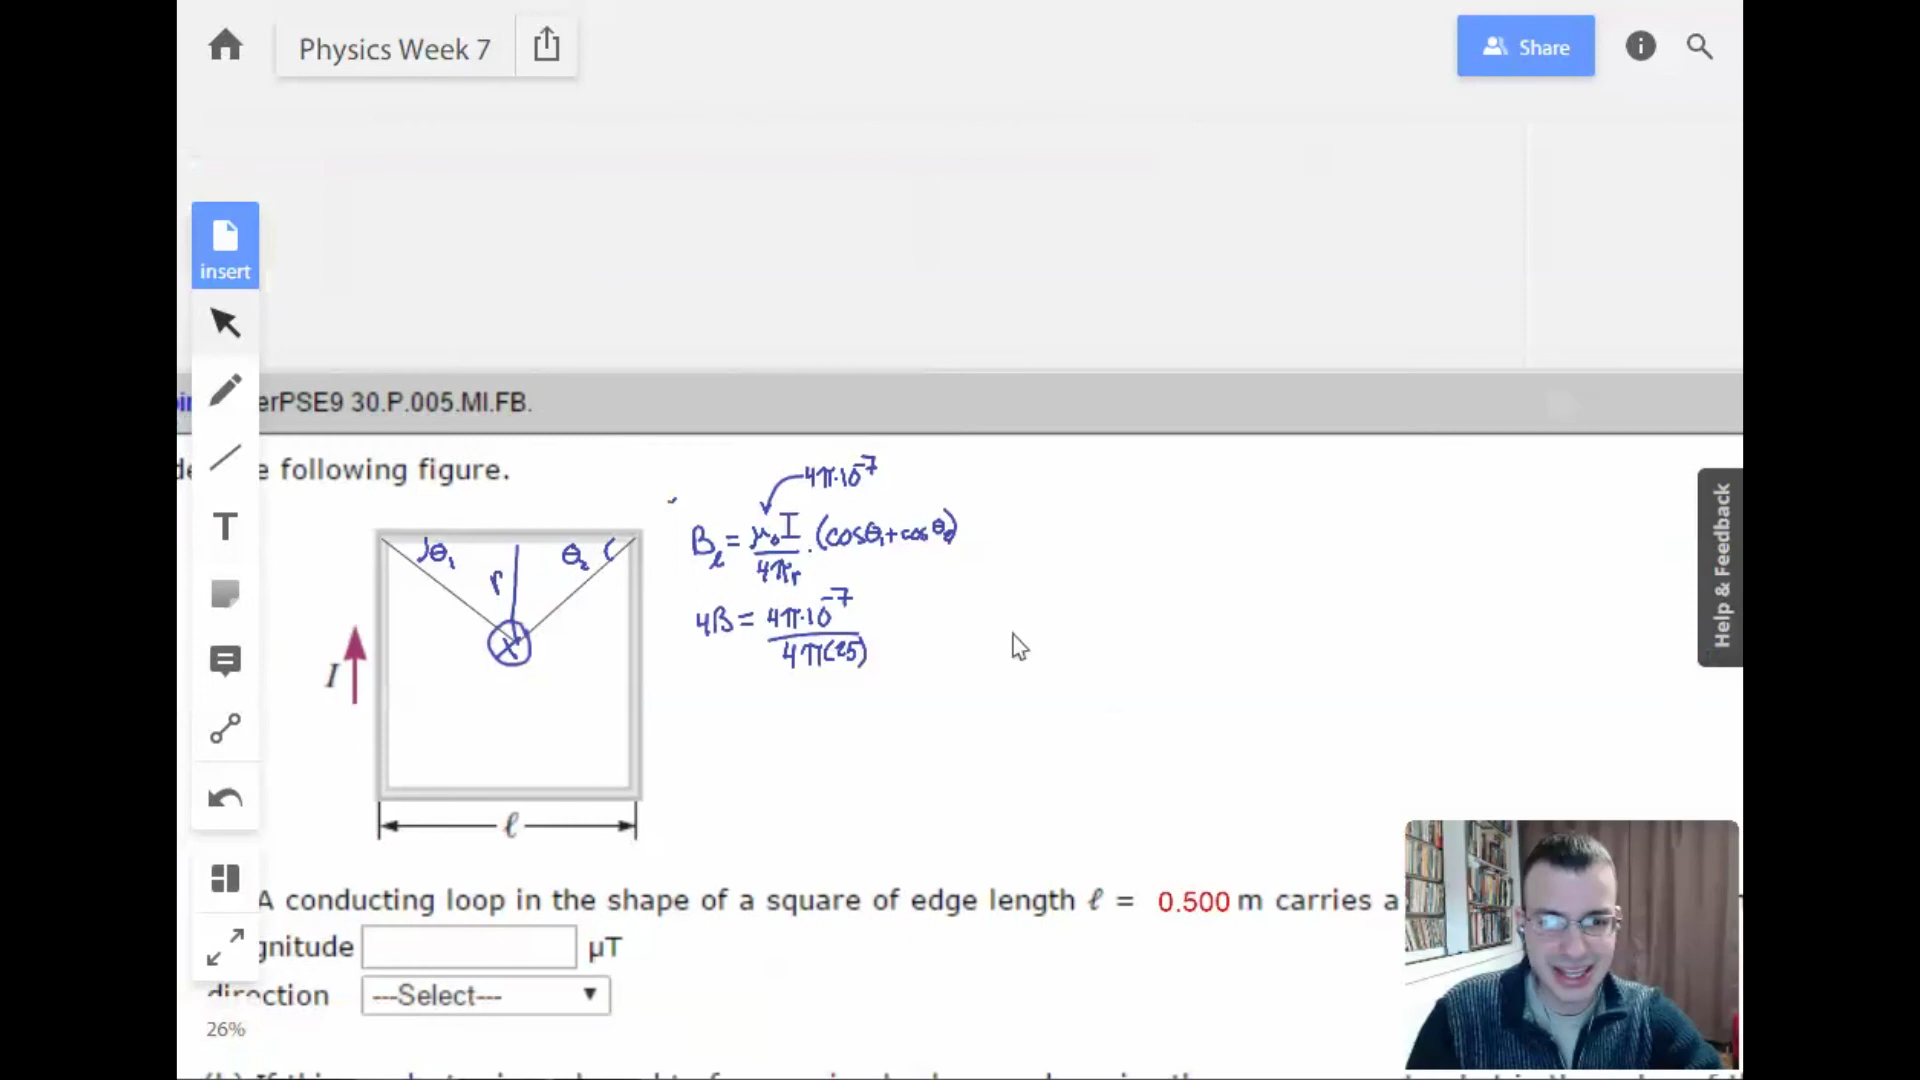 Physics Week 7
Share
insert
erPSE9 30.P.005.MI.FB.
following figure.
4π·10⁻⁷
B_ℓ = μ₀I/4πr · (cosθ₁+cosθ₂)
θ₁ r θ₂
4B = 4π·10⁻⁷/4π(.25)
X
I
ℓ
T
Help & Feedback
A conducting loop in the shape of a square of edge length ℓ = 0.500 m carries a
gnitude μT
direction ---Select--- ▼
26%